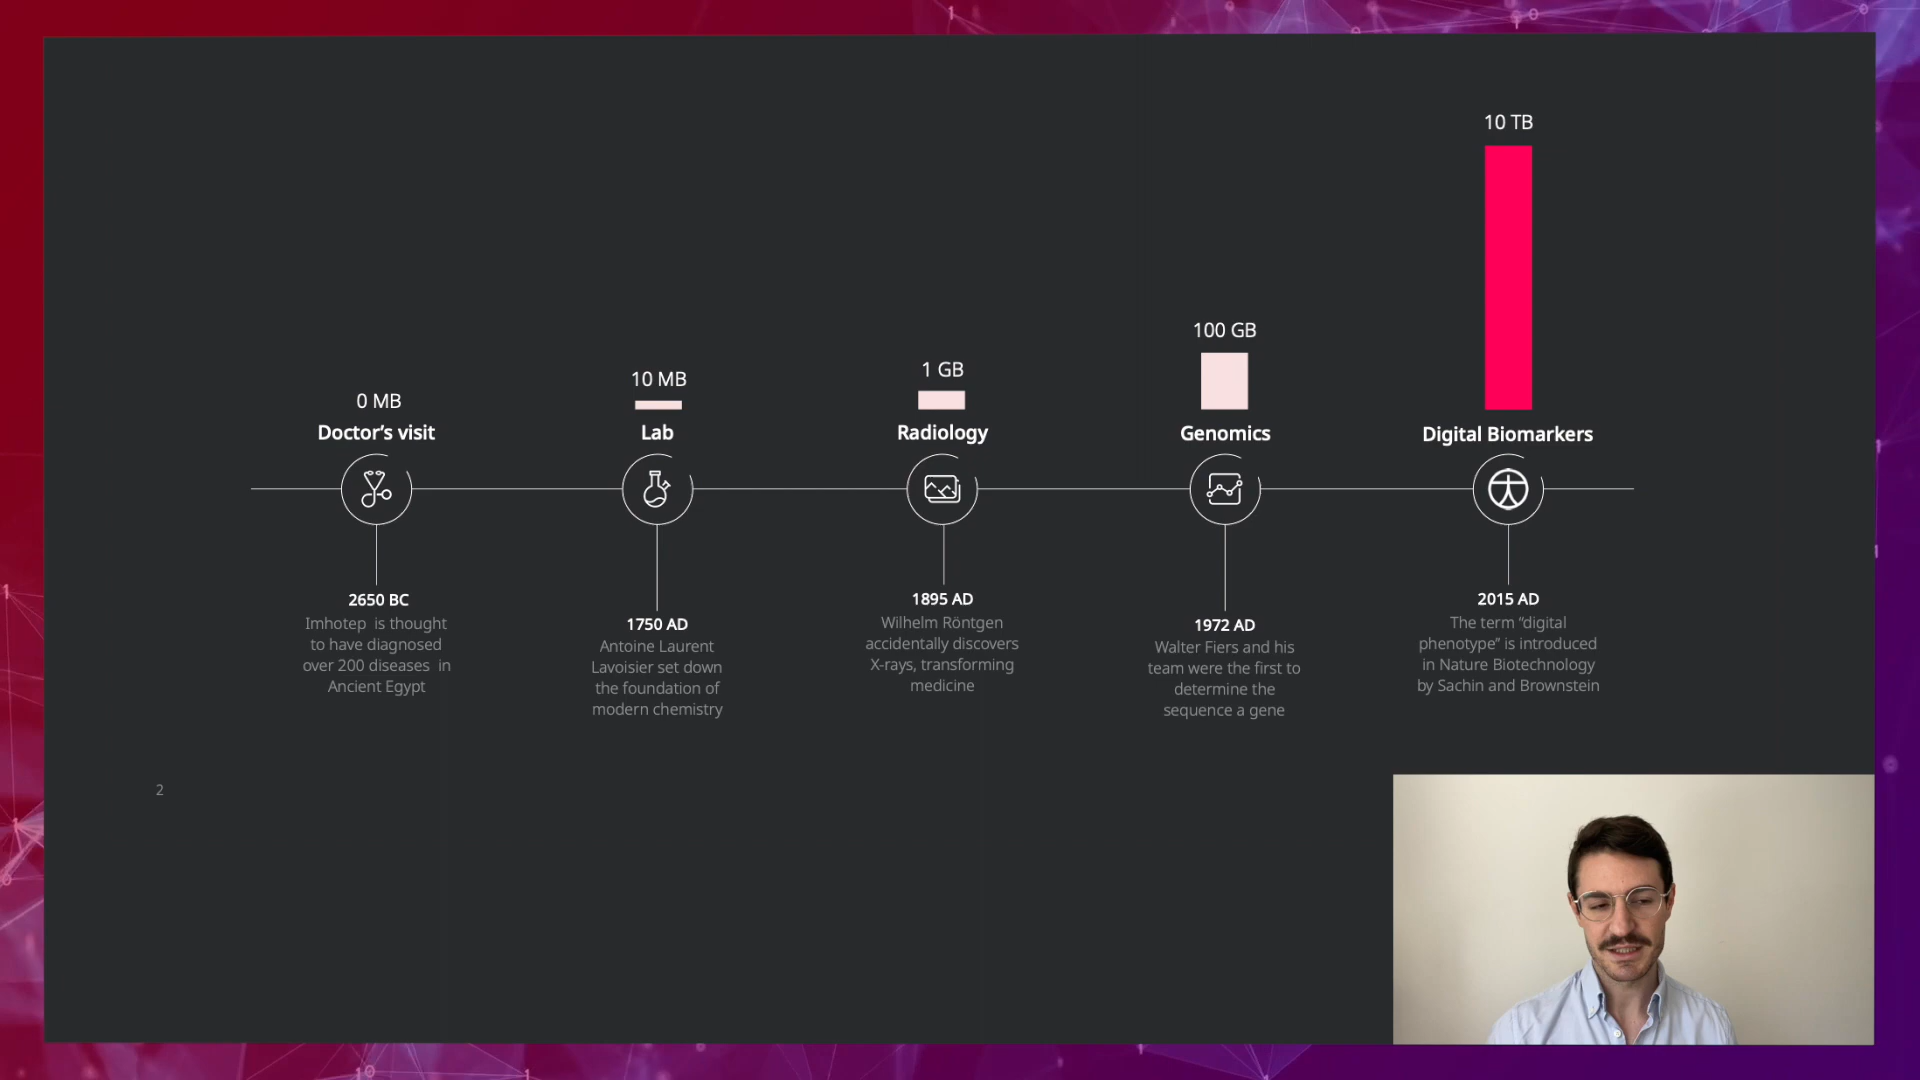 10 TB
100 GB
1 GB
10 MB
0 MB
Doctor’s visit
Lab
Radiology
Genomics
Digital Biomarkers
2650 BC
Imhotep  is thought
to have diagnosed
over 200 diseases  in
Ancient Egypt
1750 AD
Antoine Laurent
Lavoisier set down
the foundation of
modern chemistry
1895 AD
Wilhelm Röntgen
accidentally discovers
X-rays, transforming
medicine
1972 AD
Walter Fiers and his
team were the first to
determine the
sequence a gene
2015 AD
The term “digital
phenotype” is introduced
in Nature Biotechnology
by Sachin and Brownstein
2